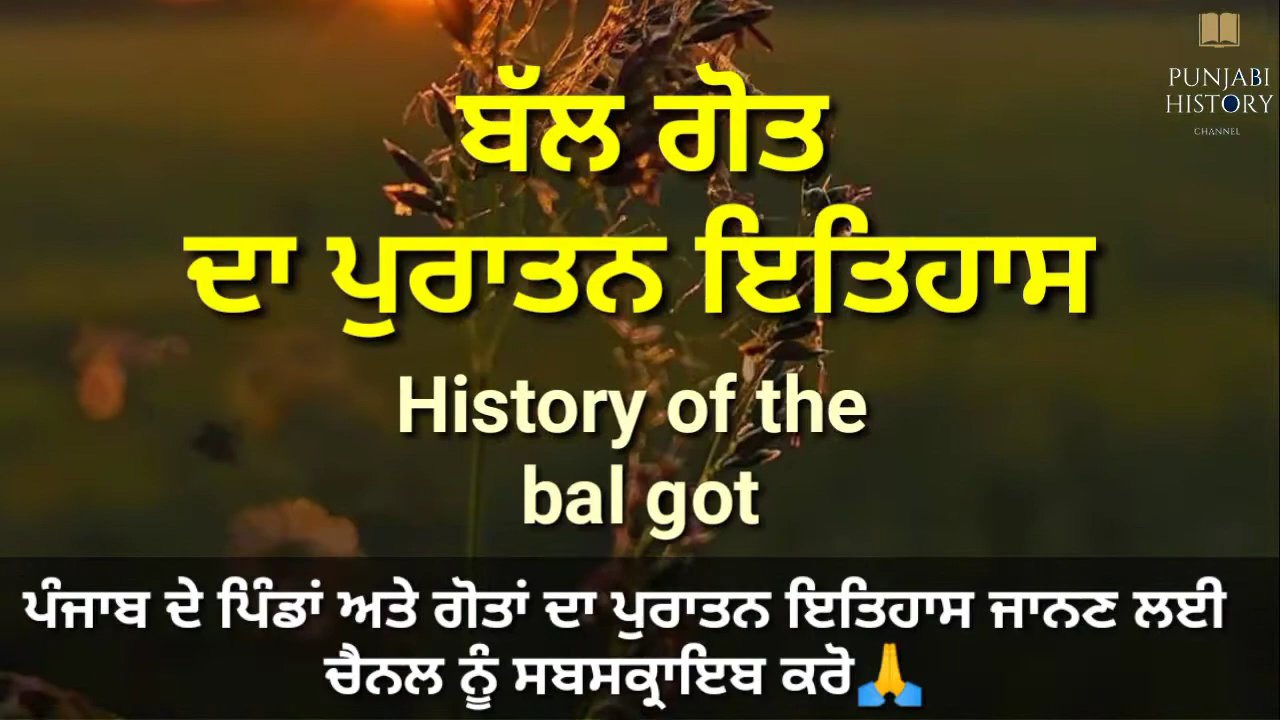 PUNJABI
HISTORY
CHANNEL
ਬੱਲ ਗੋਤ
ਦਾ ਪੁਰਾਤਨ ਇਤਿਹਾਸ
History of the
bal got
ਪੰਜਾਬ ਦੇ ਪਿੰਡਾਂ ਅਤੇ ਗੋਤਾਂ ਦਾ ਪੁਰਾਤਨ ਇਤਿਹਾਸ ਜਾਨਣ ਲਈ
ਚੈਨਲ ਨੂੰ ਸਬਸਕ੍ਰਾਇਬ ਕਰੋ🙏